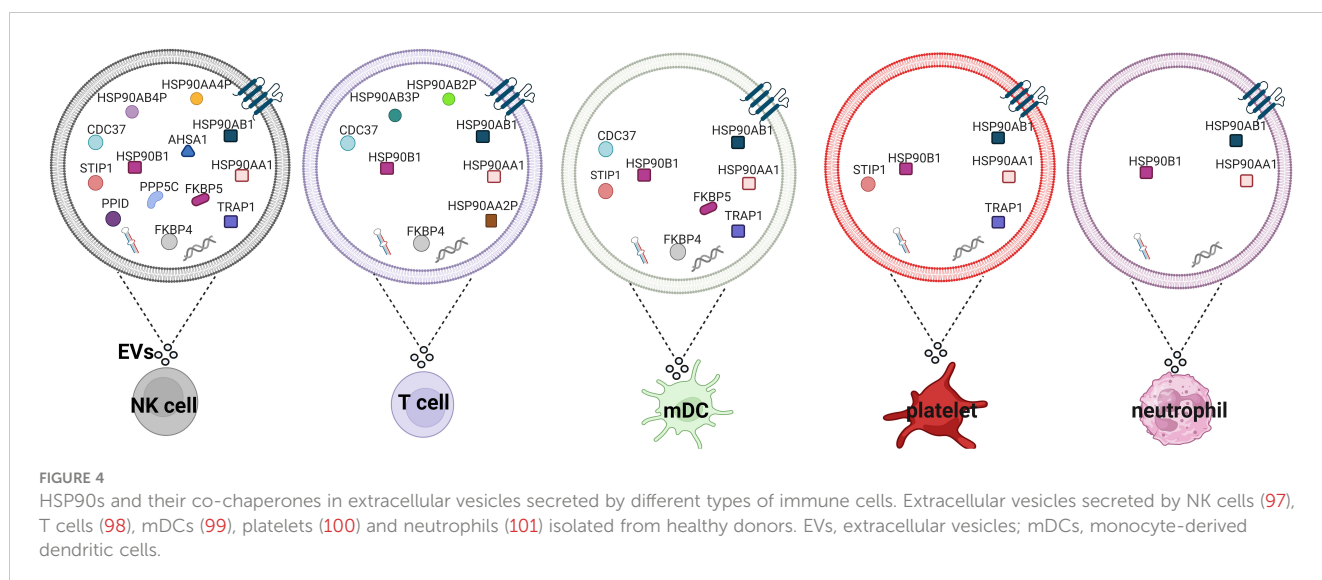 HSP90AA4P
HSP90AB4P
CDC37
HSP90AB1
AHSA1
HSP90B1
HSP90AA1
STIP1
PPP5C
FKBP5
PPID
TRAP1
FKBP4
HSP90AB2P
HSP90AB3P
CDC37
HSP90AB1
HSP90B1
HSP90AA1
HSP90AA2P
FKBP4
CDC37
HSP90AB1
HSP90B1
HSP90AA1
STIP1
FKBP5
TRAP1
FKBP4
HSP90AB1
HSP90B1
HSP90AA1
STIP1
TRAP1
HSP90AB1
HSP90B1
HSP90AA1
EVs
NK cell
T cell
mDC
platelet
neutrophil
FIGURE 4
HSP90s and their co-chaperones in extracellular vesicles secreted by different types of immune cells. Extracellular vesicles secreted by NK cells (97),
T cells (98), mDCs (99), platelets (100) and neutrophils (101) isolated from healthy donors. EVs, extracellular vesicles; mDCs, monocyte-derived
dendritic cells.